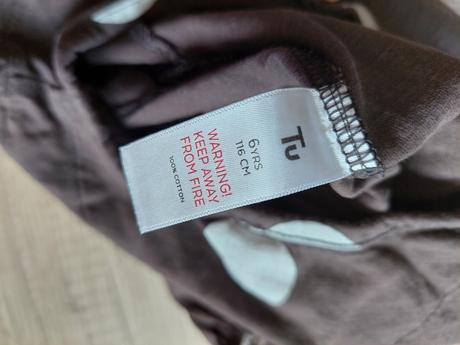 Tu
6YRS
116 CM
WARNING!
KEEP AWAY
FROM FIRE
100% COTTON